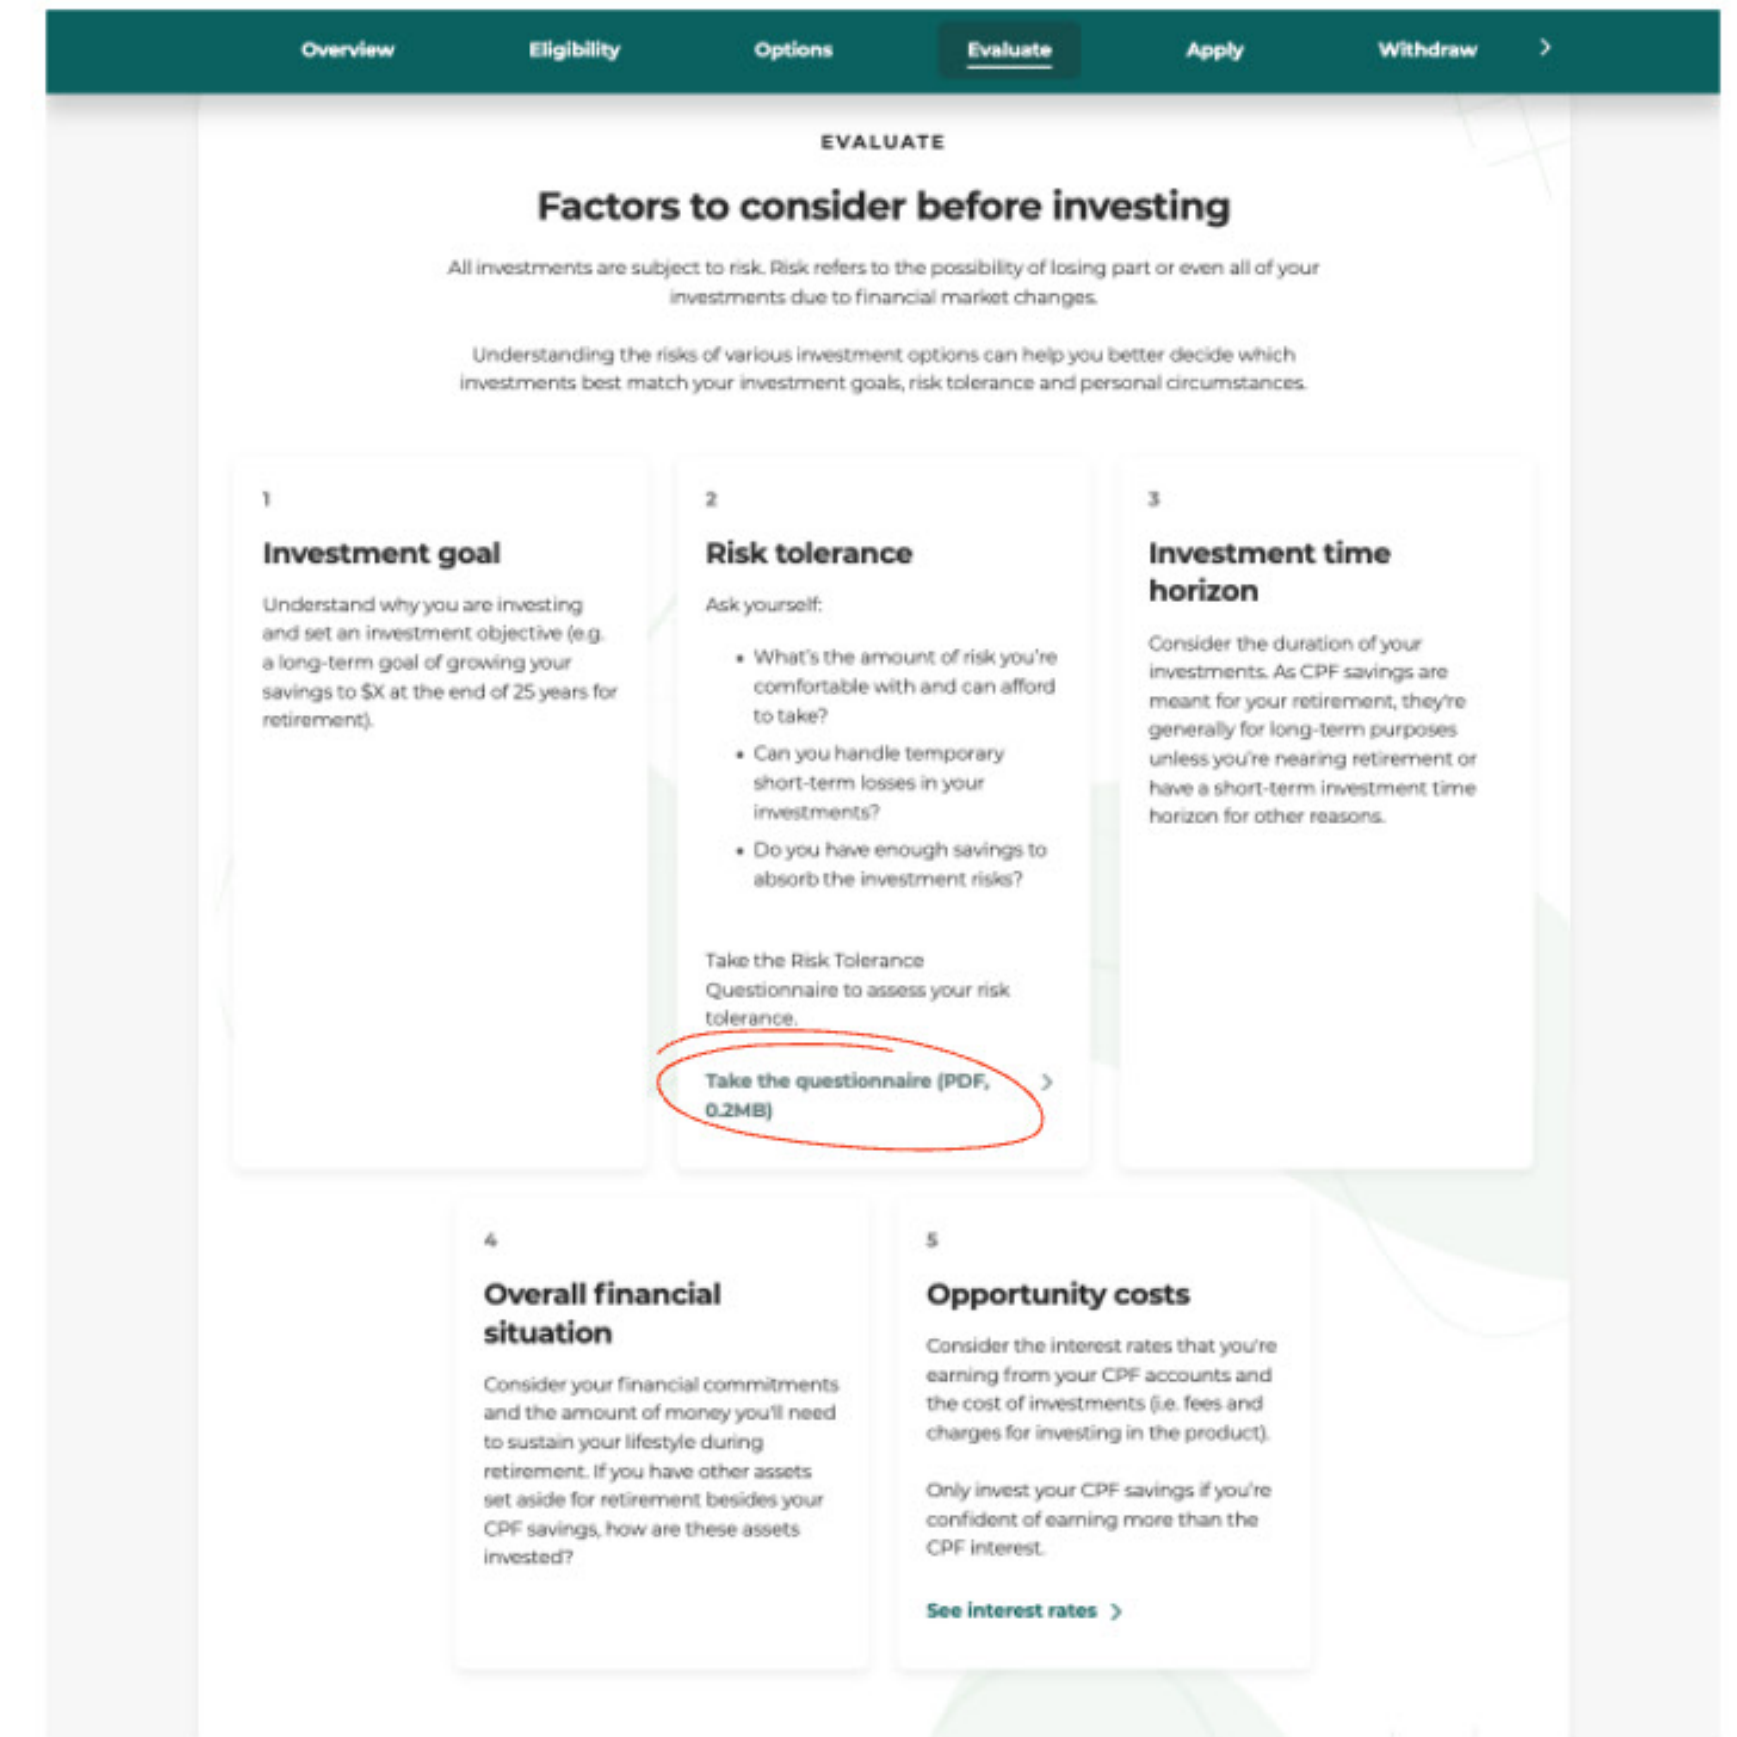 Overview Eligibility Options Evaluate Apply Withdraw
EVALUATE
Factors to consider before investing
All investments are subject to risk. Risk refers to the possibility of losing part or even all of your
investments due to financial market changes.
Understanding the risks of various investment options can help you better decide which
investments best match your investment goals, risk tolerance and personal circumstances.
1
Investment goal
Understand why you are investing
and set an investment objective (e.g.
a long-term goal of growing your
savings to $X at the end of 25 years for
retirement).
2
Risk tolerance
Ask yourself:
• What's the amount of risk you're
comfortable with and can afford
to take?
• Can you handle temporary
short-term losses in your
investments?
• Do you have enough savings to
absorb the investment risks?
Take the Risk Tolerance
Questionnaire to assess your risk
tolerance.
Take the questionnaire (PDF,
0.2MB)
3
Investment time
horizon
Consider the duration of your
investments. As CPF savings are
meant for your retirement, they're
generally for long-term purposes
unless you're nearing retirement or
have a short-term investment time
horizon for other reasons.
4
Overall financial
situation
Consider your financial commitments
and the amount of money you'll need
to sustain your lifestyle during
retirement. If you have other assets
set aside for retirement besides your
CPF savings, how are these assets
invested?
5
Opportunity costs
Consider the interest rates that you're
earning from your CPF accounts and
the cost of investments (i.e. fees and
charges for investing in the product).
Only invest your CPF savings if you're
confident of earning more than the
CPF interest.
See interest rates